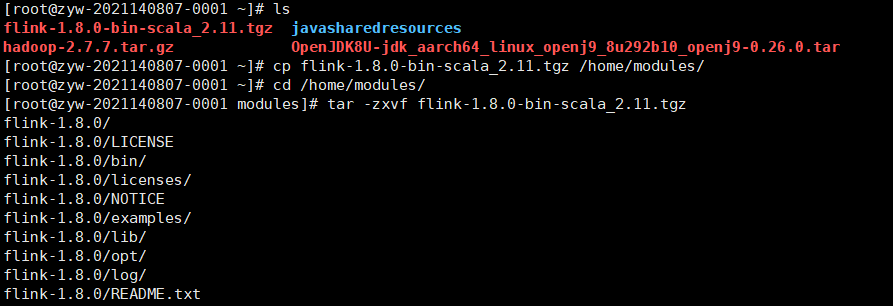 [root@zyw-2021140807-0001 ~]# ls
flink-1.8.0-bin-scala_2.11.tgz  javasharedresources
hadoop-2.7.7.tar.gz             OpenJDK8U-jdk_aarch64_linux_openj9_8u292b10_openj9-0.26.0.tar
[root@zyw-2021140807-0001 ~]# cp flink-1.8.0-bin-scala_2.11.tgz /home/modules/
[root@zyw-2021140807-0001 ~]# cd /home/modules/
[root@zyw-2021140807-0001 modules]# tar -zxvf flink-1.8.0-bin-scala_2.11.tgz
flink-1.8.0/
flink-1.8.0/LICENSE
flink-1.8.0/bin/
flink-1.8.0/licenses/
flink-1.8.0/NOTICE
flink-1.8.0/examples/
flink-1.8.0/lib/
flink-1.8.0/opt/
flink-1.8.0/log/
flink-1.8.0/README.txt